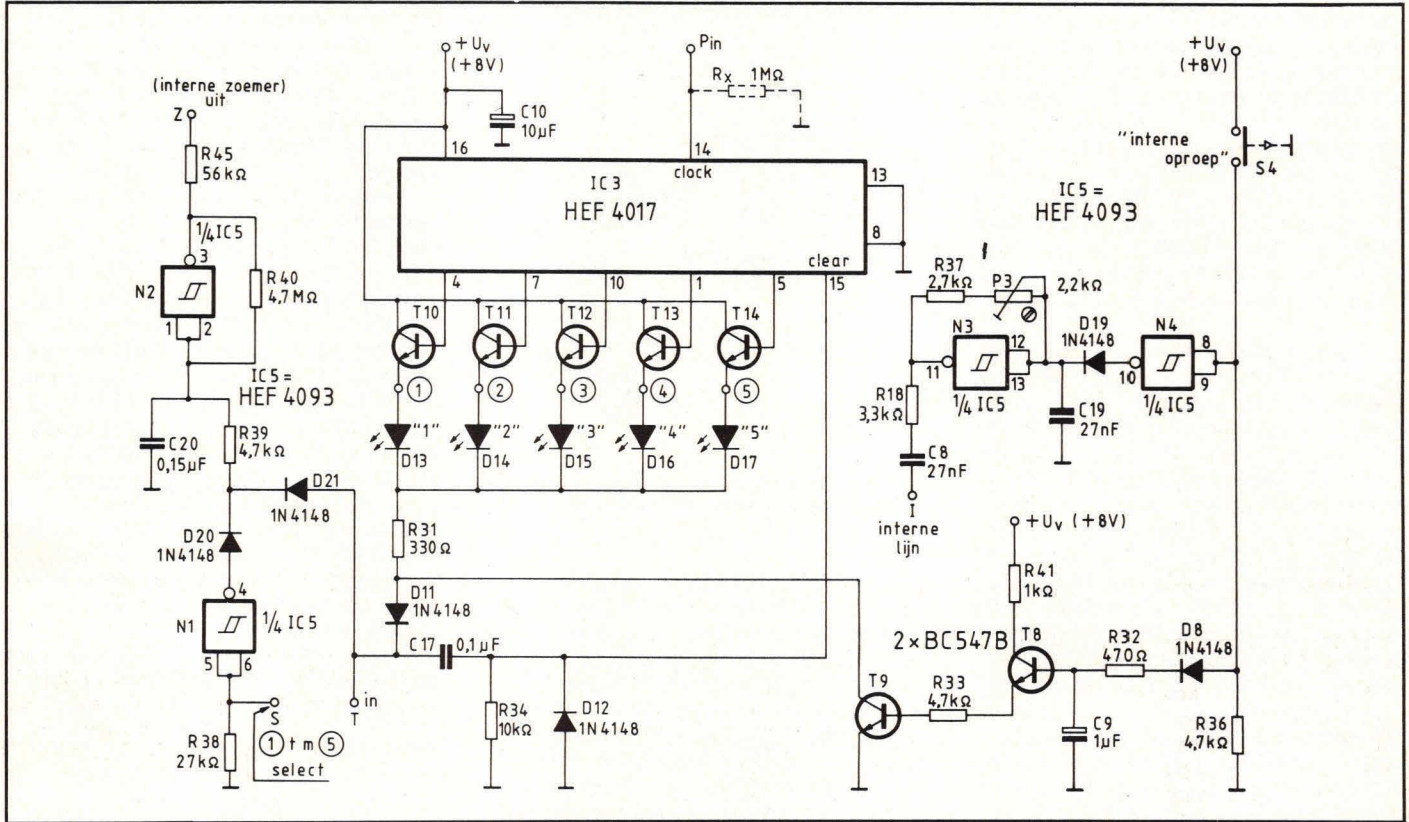 +Uv
(+8V)
Pin
Rx 1MΩ
+Uv
(+8V)
(interne zoemer)
uit
Z
C10
10μF
R45
56kΩ
16
14
clock
"interne
oproep"
S4
IC3
HEF 4017
13
8
clear
IC5=
HEF 4093
1/4 IC5
3
N2
1
2
R40
4,7MΩ
4
7
10
1
5
15
R37
2,7kΩ
P3
2,2kΩ
T10
T11
T12
T13
T14
D19
1N4148
N4
N3
12
13
11
10
8
9
1/4 IC5
1/4 IC5
IC5=
HEF 4093
1
2
3
4
5
R18
3,3kΩ
C19
27nF
C20
0,15μF
R39
4,7kΩ
"1"
"2"
"3"
"4"
"5"
D13
D14
D15
D16
D17
C8
27nF
I
interne
lijn
D21
1N4148
D20
1N4148
R31
330Ω
+Uv (+8V)
R41
1kΩ
4
N1
1/4 IC5
5
6
D11
1N4148
C17 0,1μF
2×BC547B
T8
R32
470Ω
D8
1N4148
T9
R33
4,7kΩ
S
in
T
R34
10kΩ
D12
1N4148
C9
1μF
R36
4,7kΩ
R38
27kΩ
1 t m 5
select